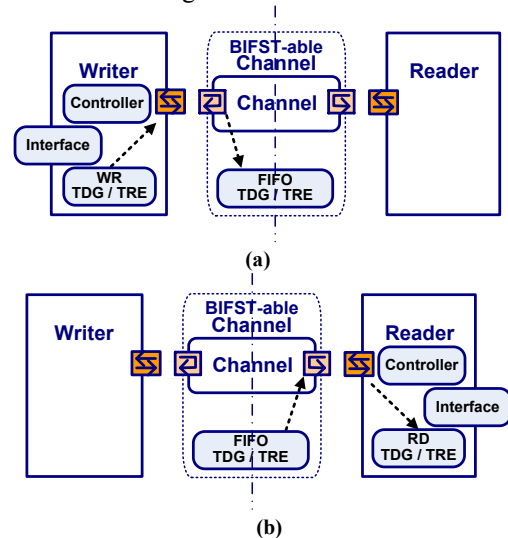 BIFST-able
Channel
Writer
Reader
Controller
Channel
Interface
WR
TDG / TRE
FIFO
TDG / TRE
(a)
BIFST-able
Channel
Writer
Reader
Channel
Controller
Interface
FIFO
TDG / TRE
RD
TDG / TRE
(b)